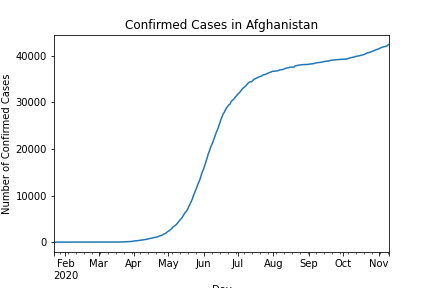 Confirmed Cases in Afghanistan
Number of Confirmed Cases
40000
30000
20000
10000
0
Feb Mar Apr May Jun Jul Aug Sep Oct Nov
2020